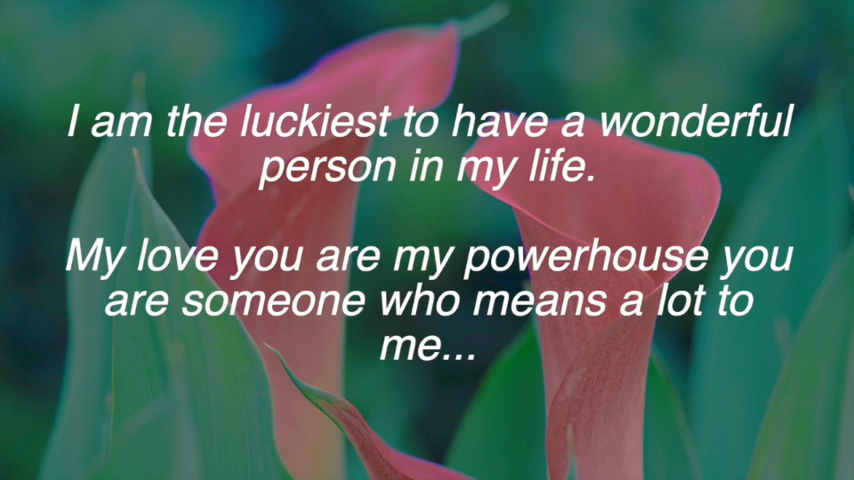 I am the luckiest to have a wonderful
person in my life.
My love you are my powerhouse you
are someone who means a lot to
me...